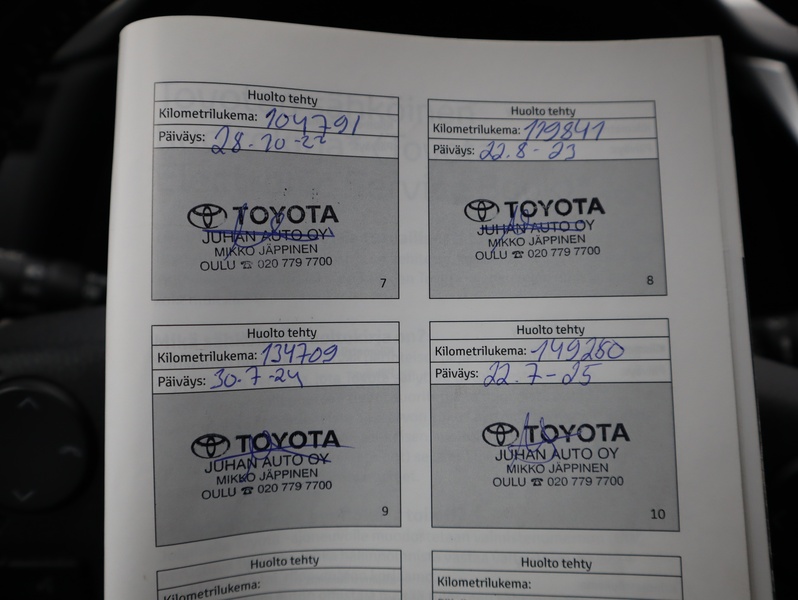 Huolto tehty
Kilometrilukema: 104791
Päiväys: 28.10-22
TOYOTA
JUHAN AUTO OY
MIKKO JÄPPINEN
OULU ☎ 020 779 7700
7
Huolto tehty
Kilometrilukema: 119841
Päiväys: 22.8-23
TOYOTA
JUHAN AUTO OY
MIKKO JÄPPINEN
OULU ☎ 020 779 7700
8
Huolto tehty
Kilometrilukema: 134709
Päiväys: 30.7-24
TOYOTA
JUHAN AUTO OY
MIKKO JÄPPINEN
OULU ☎ 020 779 7700
9
Huolto tehty
Kilometrilukema: 149280
Päiväys: 22.7-25
TOYOTA
JUHAN AUTO OY
MIKKO JÄPPINEN
OULU ☎ 020 779 7700
10
Huolto tehty
Kilometrilukema:
Huolto tehty
Kilometrilukema: